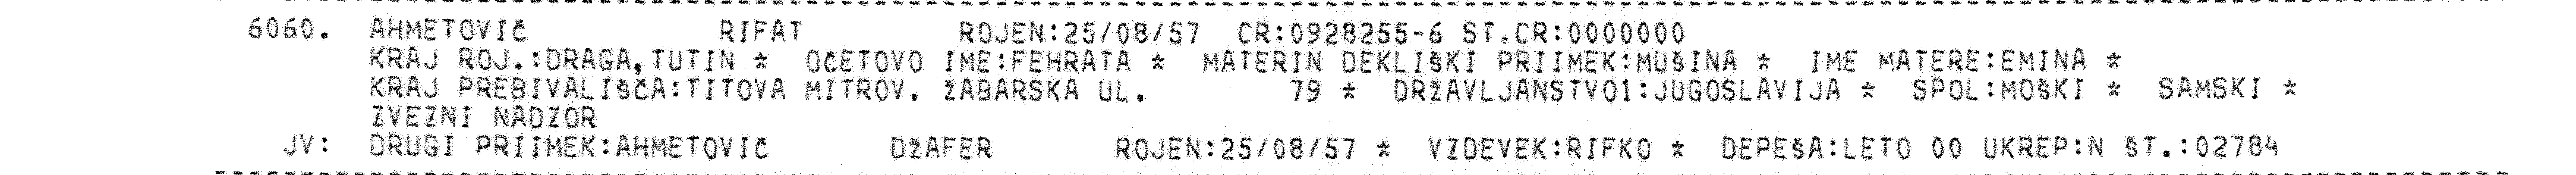 6060. AHMETOVIČ RIFAT ROJEN:25/08/57 CR:0928255-6 ST.CR:0000000
KRAJ ROJ.:DRAGA,TUTIN * OČETOVO IME:FEHRATA * MATERIN DEKLIŠKI PRIIMEK:MUŠINA * IME MATERE:EMINA *
KRAJ PREBIVALIŠČA:TITOVA MITROV. ŽABARSKA UL. 79 * DRŽAVLJANSTVO1:JUGOSLAVIJA * SPOL:MOŠKI * SAMSKI *
ZVEZNI NADZOR
JV: DRUGI PRIIMEK:AHMETOVIČ DŽAFER ROJEN:25/08/57 * VZDEVEK:RIFKO * DEPEŠA:LETO 00 UKREP:N ŠT.:02784